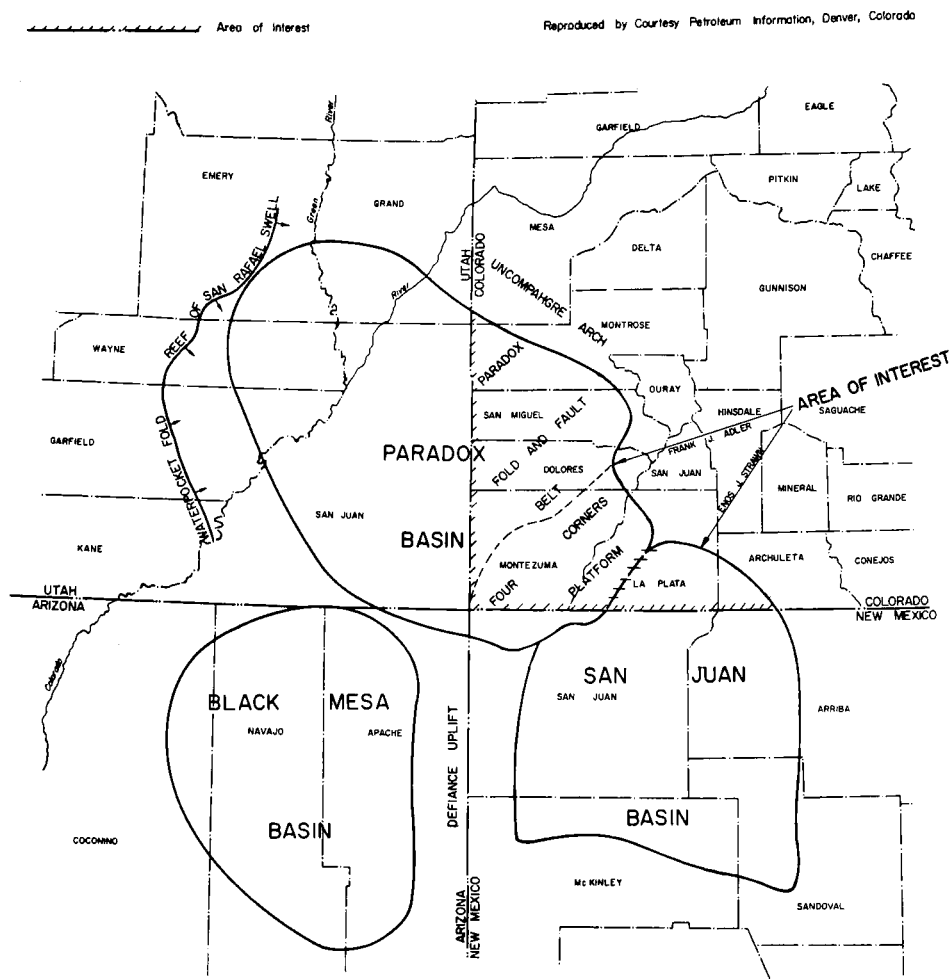 Area of Interest
Reproduced by Courtesy Petroleum Information, Denver, Colorado
EAGLE
GARFIELD
River
EMERY
Green
GRAND
PITKIN
LAKE
MESA
DELTA
CHAFFEE
REEF OF SAN RAFAEL SWELL
UTAH
COLORADO
UNCOMPAHGRE ARCH
GUNNISON
River
MONTROSE
WAYNE
PARADOX
OURAY
AREA OF INTEREST
SAN MIGUEL
HINSDALE
SAGUACHE
GARFIELD
WATERPOCKET FOLD
FRANK J. ADLER
PARADOX
FOLD AND FAULT
DOLORES
SAN JUAN
ENOS J. STRAWN
MINERAL
RIO GRANDE
BELT
SAN JUAN
CORNERS
BASIN
KANE
MONTEZUMA
PLATFORM
ARCHULETA
CONEJOS
LA PLATA
FOUR
UTAH
ARIZONA
COLORADO
NEW MEXICO
Colorado
SAN JUAN
SAN JUAN
BLACK MESA
NAVAJO
APACHE
ARRIBA
DEFIANCE UPLIFT
BASIN
BASIN
COCONINO
McKINLEY
SANDOVAL
ARIZONA
NEW MEXICO